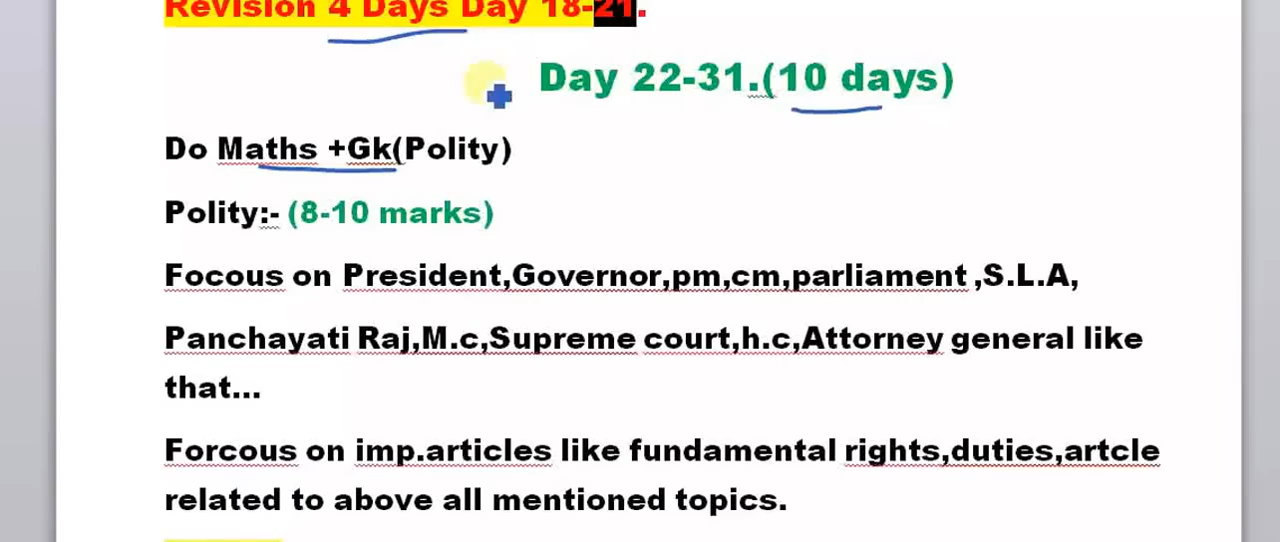 Revision 4 Days Day 18-21.
Day 22-31.(10 days)
Do Maths +Gk(Polity)
Polity:- (8-10 marks)
Focous on President,Governor,pm,cm,parliament ,S.L.A,
Panchayati Raj,M.c,Supreme court,h.c,Attorney general like
that...
Forcous on imp.articles like fundamental rights,duties,artcle
related to above all mentioned topics.